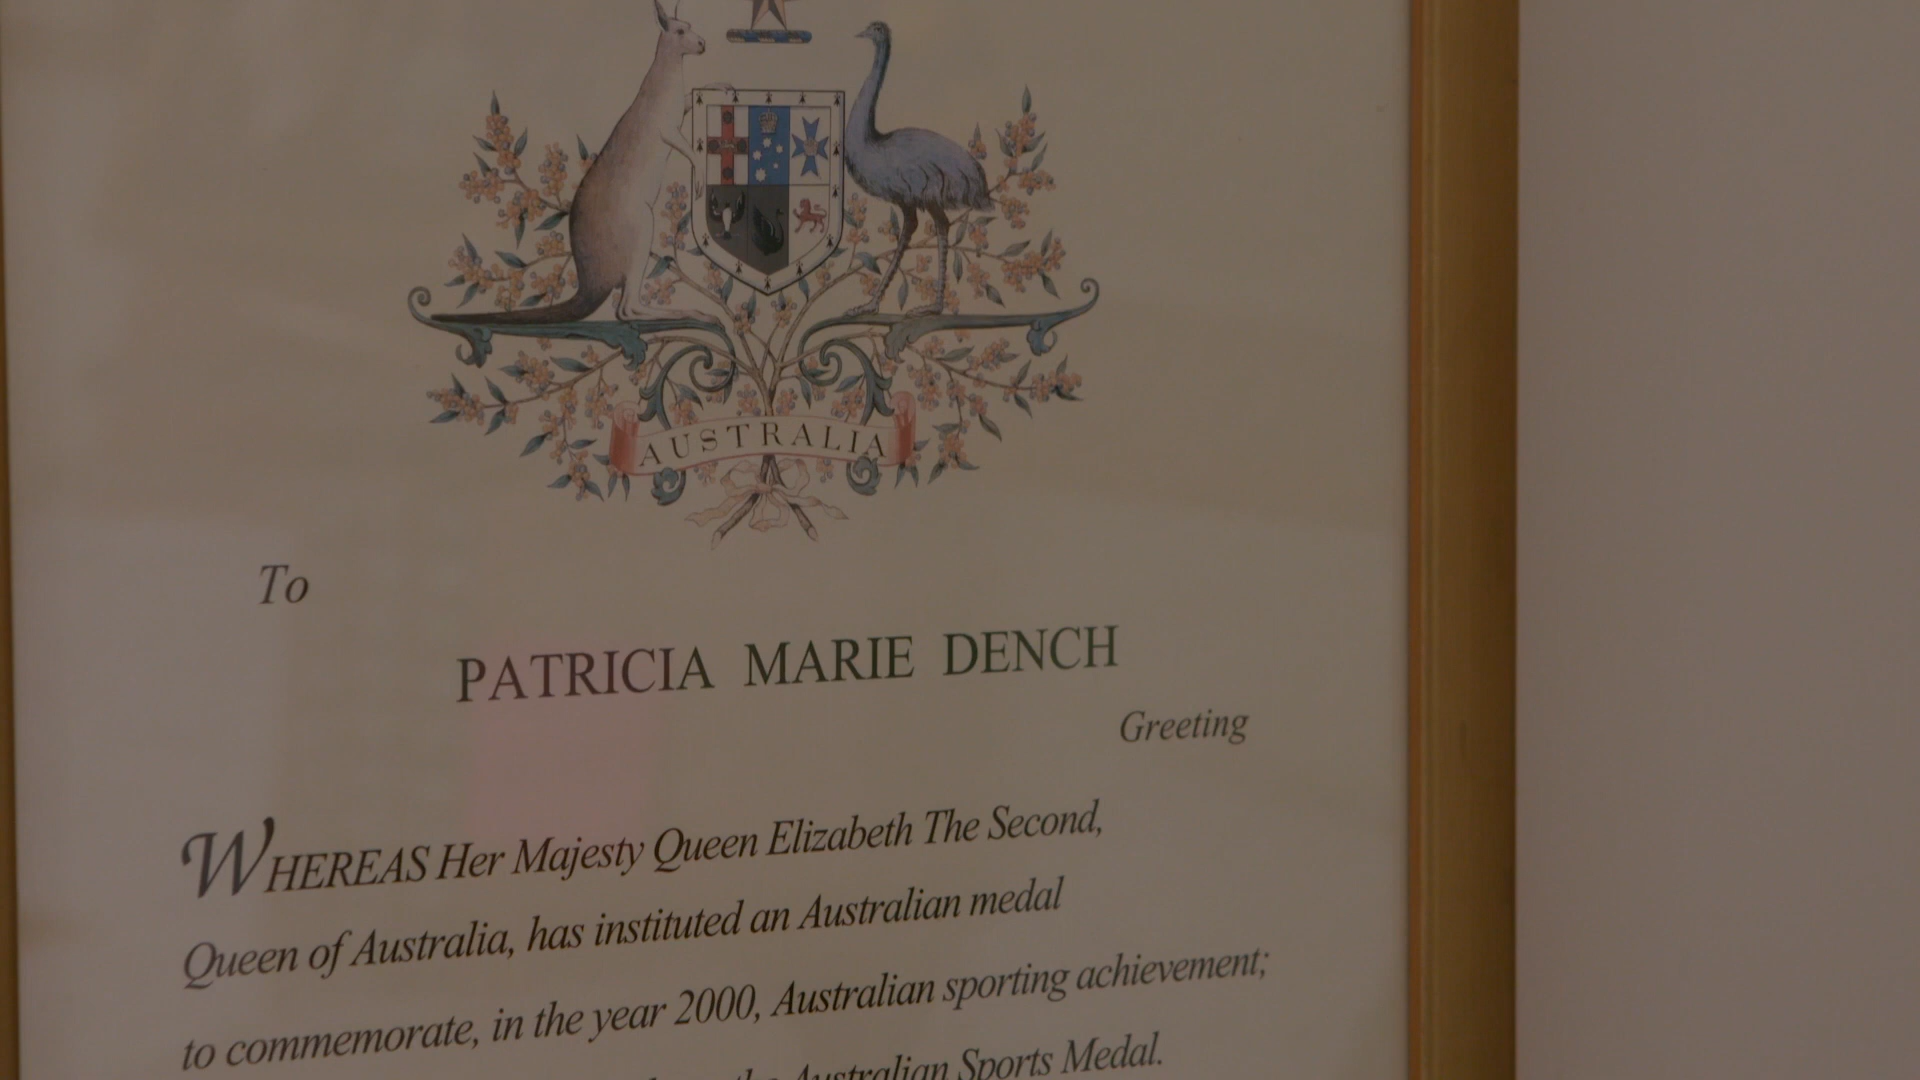 AUSTRALIA
To
PATRICIA MARIE DENCH
Greeting
WHEREAS Her Majesty Queen Elizabeth The Second,
Queen of Australia, has instituted an Australian medal
to commemorate, in the year 2000, Australian sporting achievement;
the Australian Sports Medal.